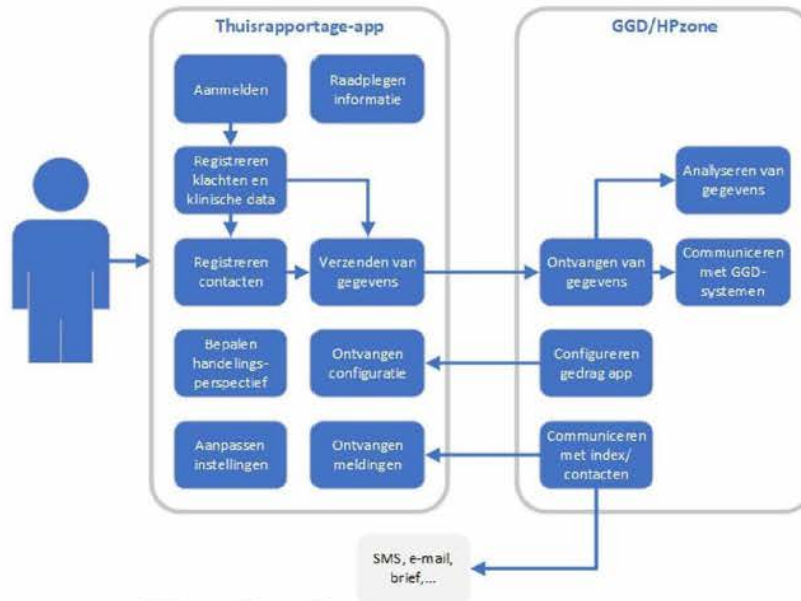 Thuisrapportage-app
GGD/HPzone
Aanmelden
Raadplegen
informatie
Registreren
klachten en
klinische data
Analyseren van
gegevens
Registreren
contacten
Verzenden van
gegevens
Ontvangen van
gegevens
Communiceren
met GGD-
systemen
Bepalen
handelings-
perspectief
Ontvangen
configuratie
Configureren
gedrag app
Aanpassen
instellingen
Ontvangen
meldingen
Communiceren
met index/
contacten
SMS, e-mail,
brief,...